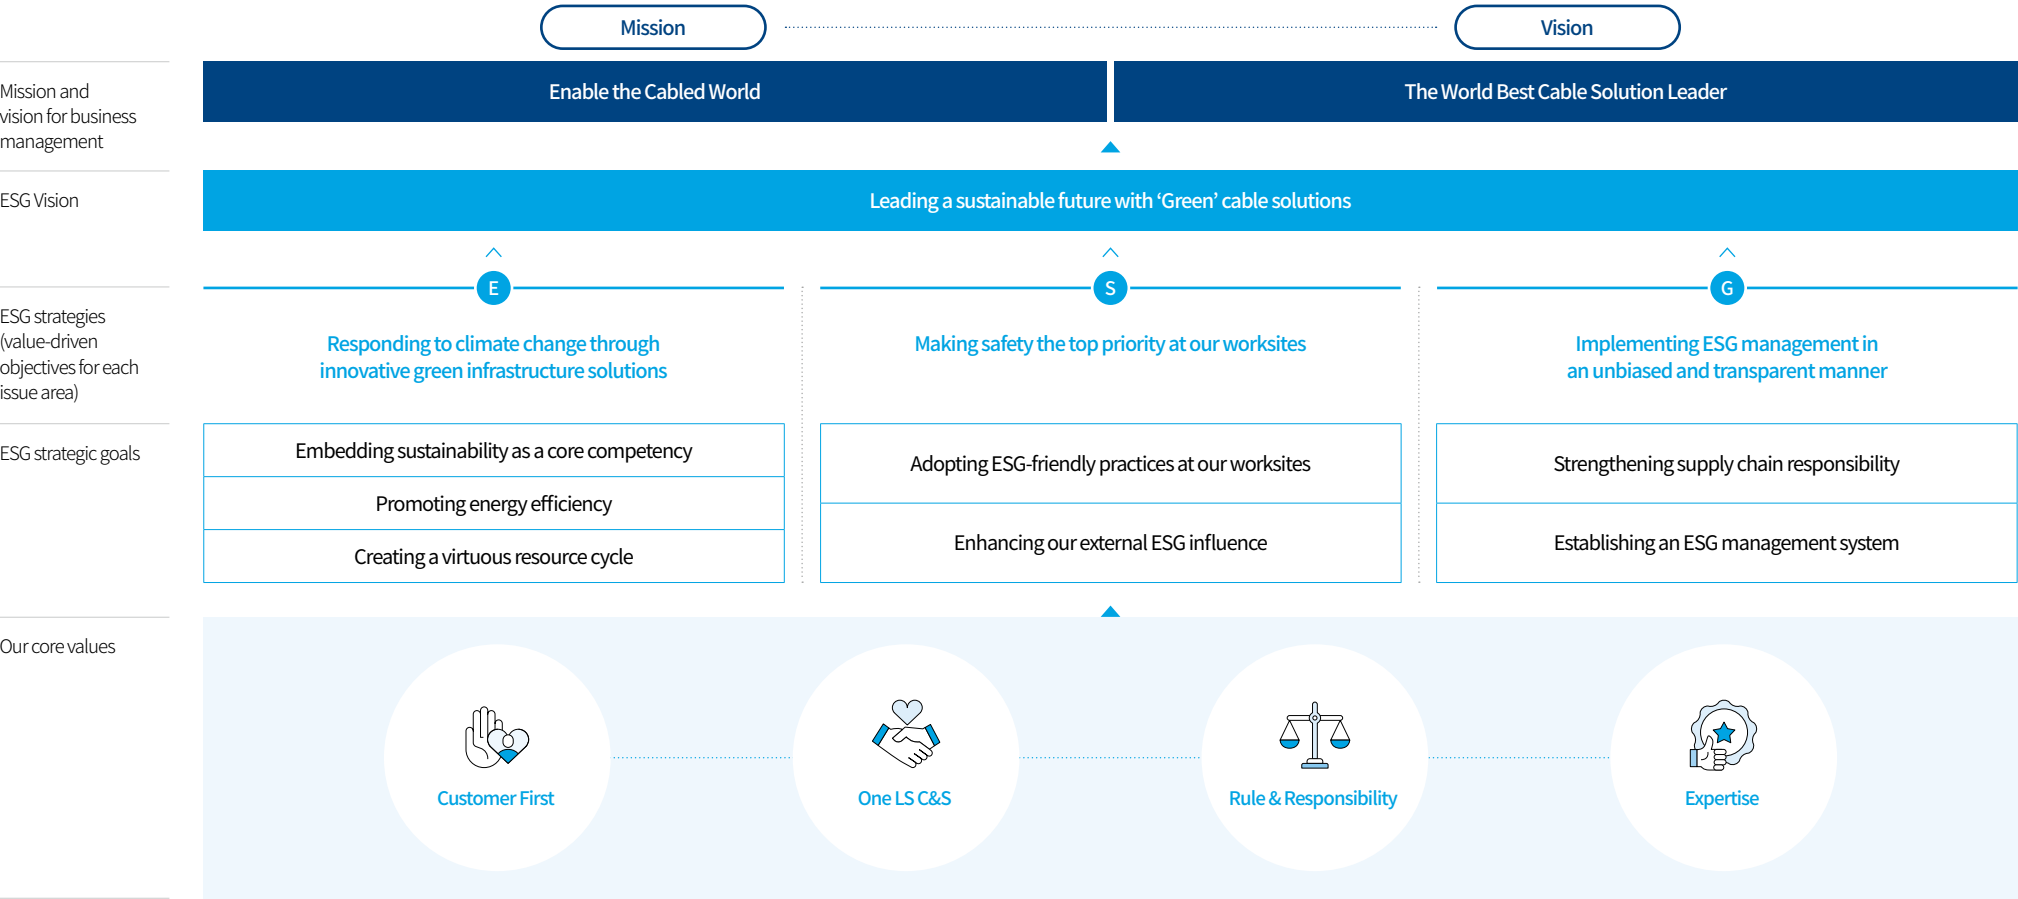 Mission
Vision
Mission and
vision for business
management
Enable the Cabled World
The World Best Cable Solution Leader
ESG Vision
Leading a sustainable future with ‘Green’ cable solutions
ESG strategies
(value-driven
objectives for each
issue area)
E
Responding to climate change through
innovative green infrastructure solutions
S
Making safety the top priority at our worksites
G
Implementing ESG management in
an unbiased and transparent manner
ESG strategic goals
Embedding sustainability as a core competency
Promoting energy efficiency
Creating a virtuous resource cycle
Adopting ESG-friendly practices at our worksites
Enhancing our external ESG influence
Strengthening supply chain responsibility
Establishing an ESG management system
Our core values
Customer First
One LS C&S
Rule & Responsibility
Expertise